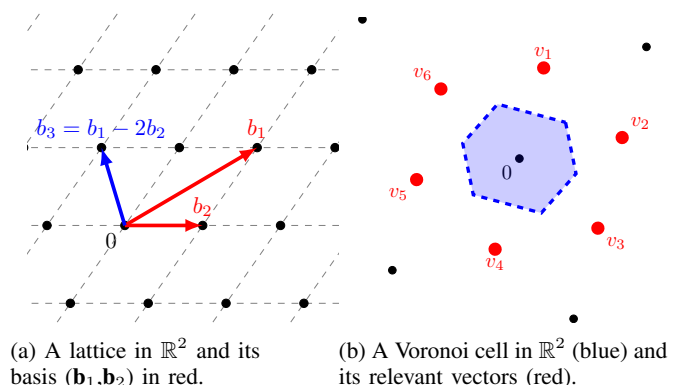 b₃ = b₁ − 2b₂
b₁
b₂
0
v₁
v₆
v₂
0
v₅
v₃
v₄
(a) A lattice in ℝ² and its
basis (b₁,b₂) in red.
(b) A Voronoi cell in ℝ² (blue) and
its relevant vectors (red).